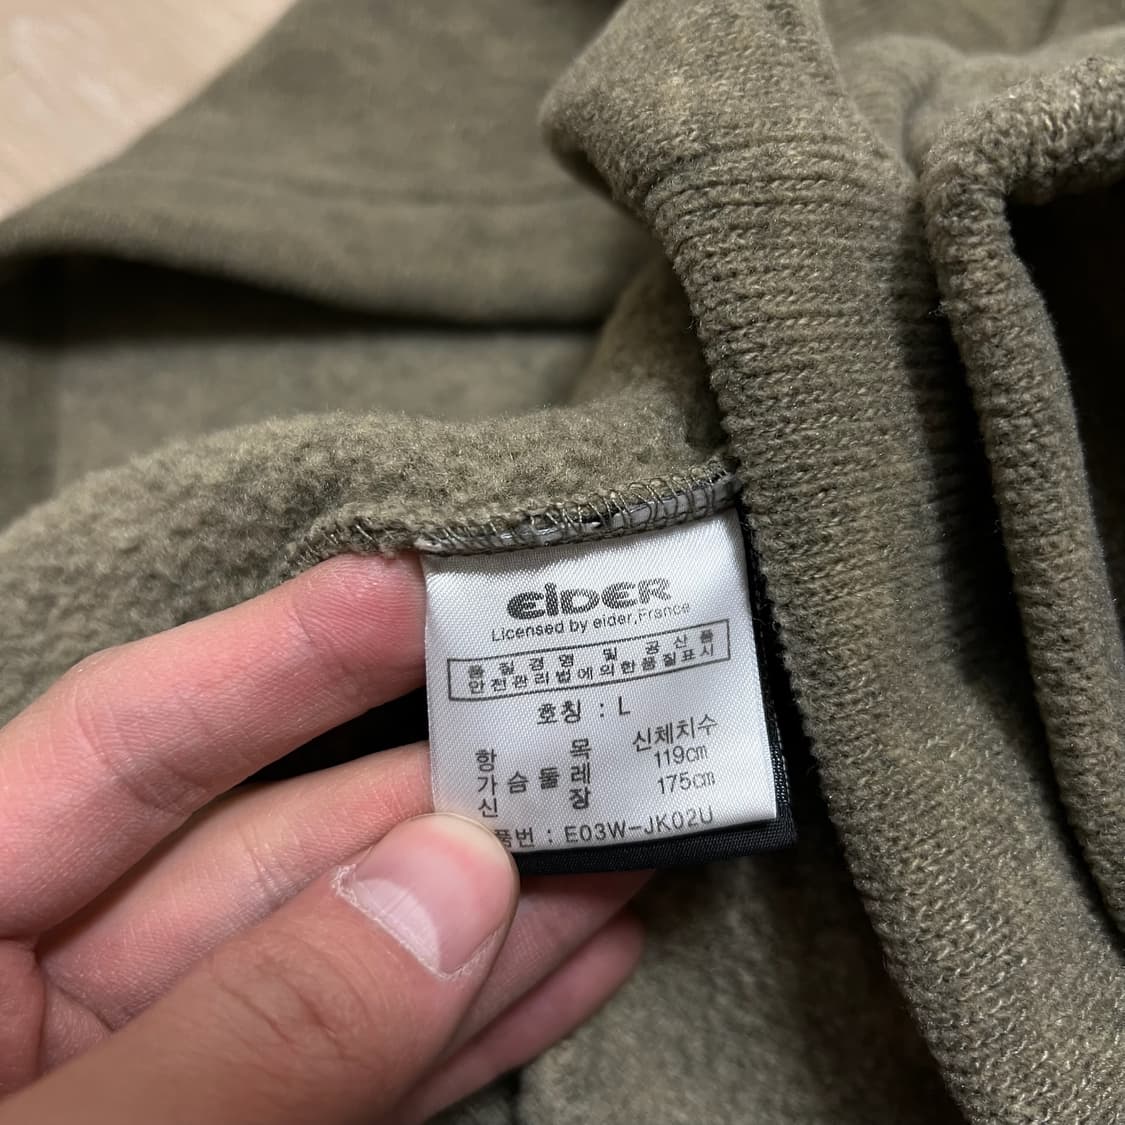 eider
Licensed by eider,France
품질경영 및 공산품
안전관리법에의한품질표시
호칭 : L
항 목 신체치수
가슴둘레 119㎝
신 장 175㎝
품번 : E03W-JK02U